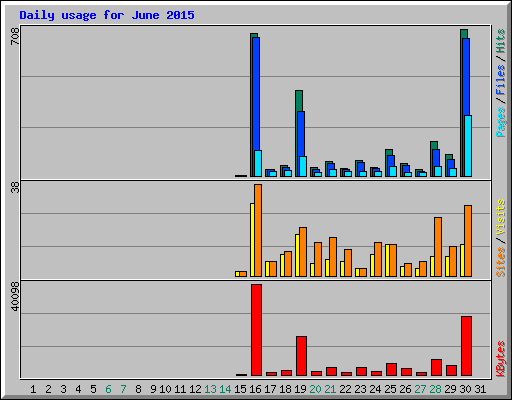 Daily usage for June 2015
708
Pages / Files / Hits
38
Sites / Visits
40098
KBytes
1 2 3 4 5 6 7 8 9 10 11 12 13 14 15 16 17 18 19 20 21 22 23 24 25 26 27 28 29 30 31